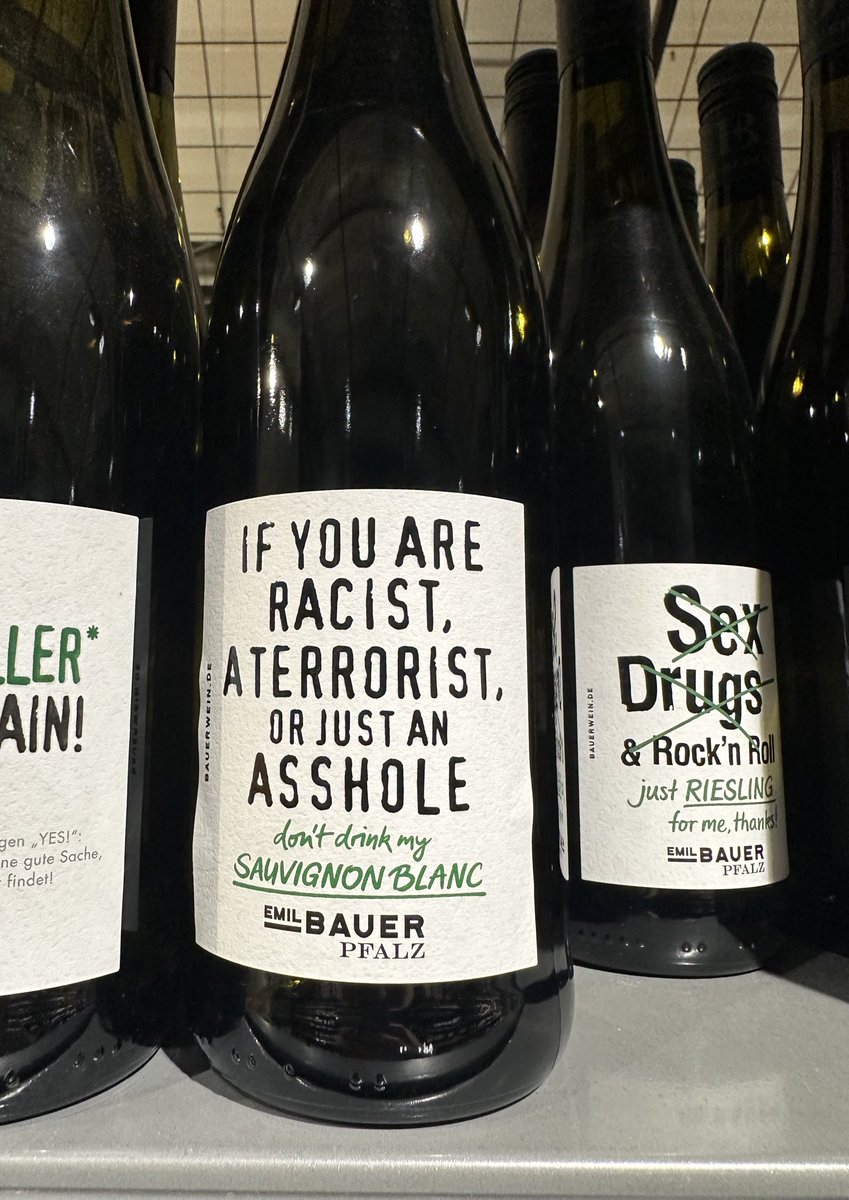 LLER*
AIN!
gen „YES!“:
ne gute Sache,
findet!
BAUERWEIN.DE
IF YOU ARE
RACIST,
A TERRORIST,
OR JUST AN
ASSHOLE
don't drink my
SAUVIGNON BLANC
EMIL BAUER
PFALZ
BAUERWEIN.DE
Sex
Drugs
& Rock'n Roll
just RIESLING
for me, thanks!
EMIL BAUER
PFALZ